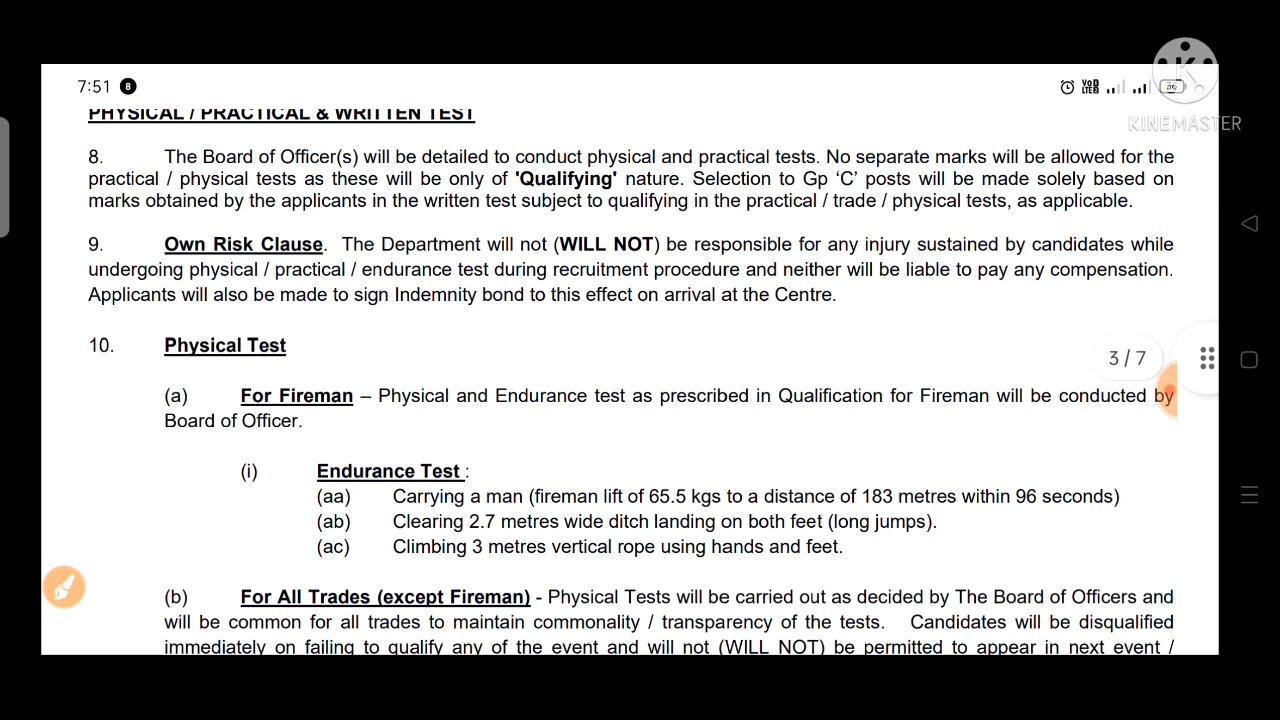 7:51 8
VoD LTE2 36
KINEMASTER
PHYSICAL / PRACTICAL & WRITTEN TEST
8. The Board of Officer(s) will be detailed to conduct physical and practical tests. No separate marks will be allowed for the
practical / physical tests as these will be only of 'Qualifying' nature. Selection to Gp ‘C’ posts will be made solely based on
marks obtained by the applicants in the written test subject to qualifying in the practical / trade / physical tests, as applicable.
9. Own Risk Clause. The Department will not (WILL NOT) be responsible for any injury sustained by candidates while
undergoing physical / practical / endurance test during recruitment procedure and neither will be liable to pay any compensation.
Applicants will also be made to sign Indemnity bond to this effect on arrival at the Centre.
10. Physical Test
3 / 7
(a) For Fireman – Physical and Endurance test as prescribed in Qualification for Fireman will be conducted by
Board of Officer.
(i) Endurance Test :
(aa) Carrying a man (fireman lift of 65.5 kgs to a distance of 183 metres within 96 seconds)
(ab) Clearing 2.7 metres wide ditch landing on both feet (long jumps).
(ac) Climbing 3 metres vertical rope using hands and feet.
(b) For All Trades (except Fireman) - Physical Tests will be carried out as decided by The Board of Officers and
will be common for all trades to maintain commonality / transparency of the tests. Candidates will be disqualified
immediately on failing to qualify any of the event and will not (WILL NOT) be permitted to appear in next event /